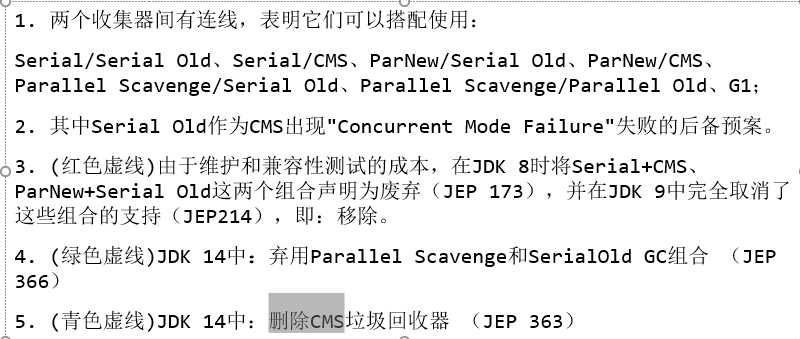 1. 两个收集器间有连线，表明它们可以搭配使用：
Serial/Serial Old、Serial/CMS、ParNew/Serial Old、ParNew/CMS、
Parallel Scavenge/Serial Old、Parallel Scavenge/Parallel Old、G1；
2. 其中Serial Old作为CMS出现"Concurrent Mode Failure"失败的后备预案。
3. (红色虚线)由于维护和兼容性测试的成本，在JDK 8时将Serial+CMS、
ParNew+Serial Old这两个组合声明为废弃（JEP 173），并在JDK 9中完全取消了
这些组合的支持（JEP214），即：移除。
4. (绿色虚线)JDK 14中：弃用Parallel Scavenge和SerialOld GC组合 （JEP
366）
5. (青色虚线)JDK 14中：删除CMS垃圾回收器 （JEP 363）